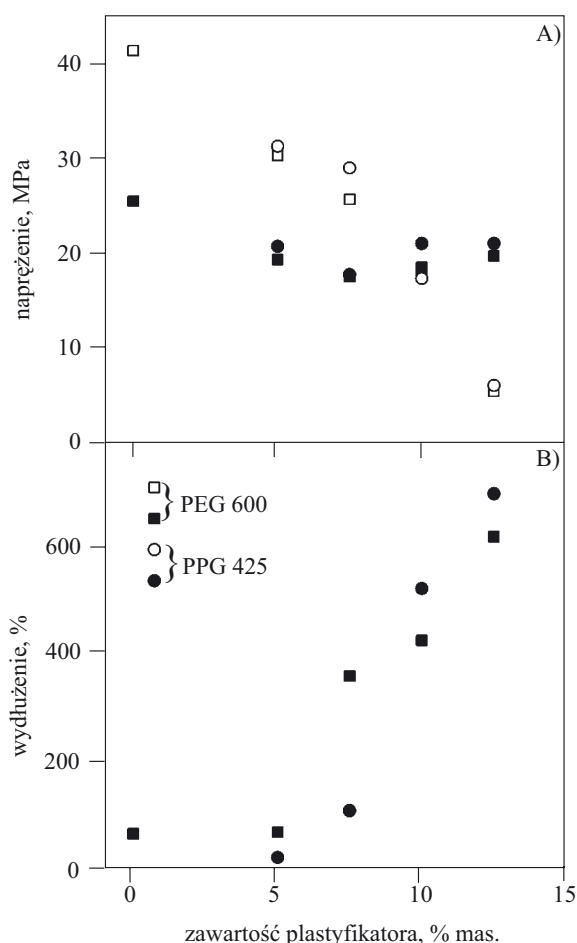 A)
40
30
20
10
0
naprężenie, MPa
B)
PEG 600
PPG 425
600
400
200
0
wydłużenie, %
0 5 10 15
zawartość plastyfikatora, % mas.